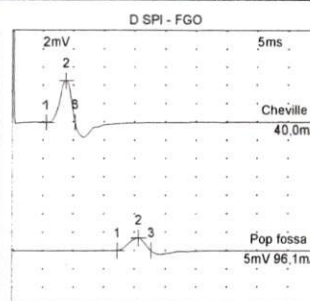 D SPI - FGO
2mV 5ms
2
1 3
Cheville
40,0m
2
1 3
Pop fossa
5mV 96,1m